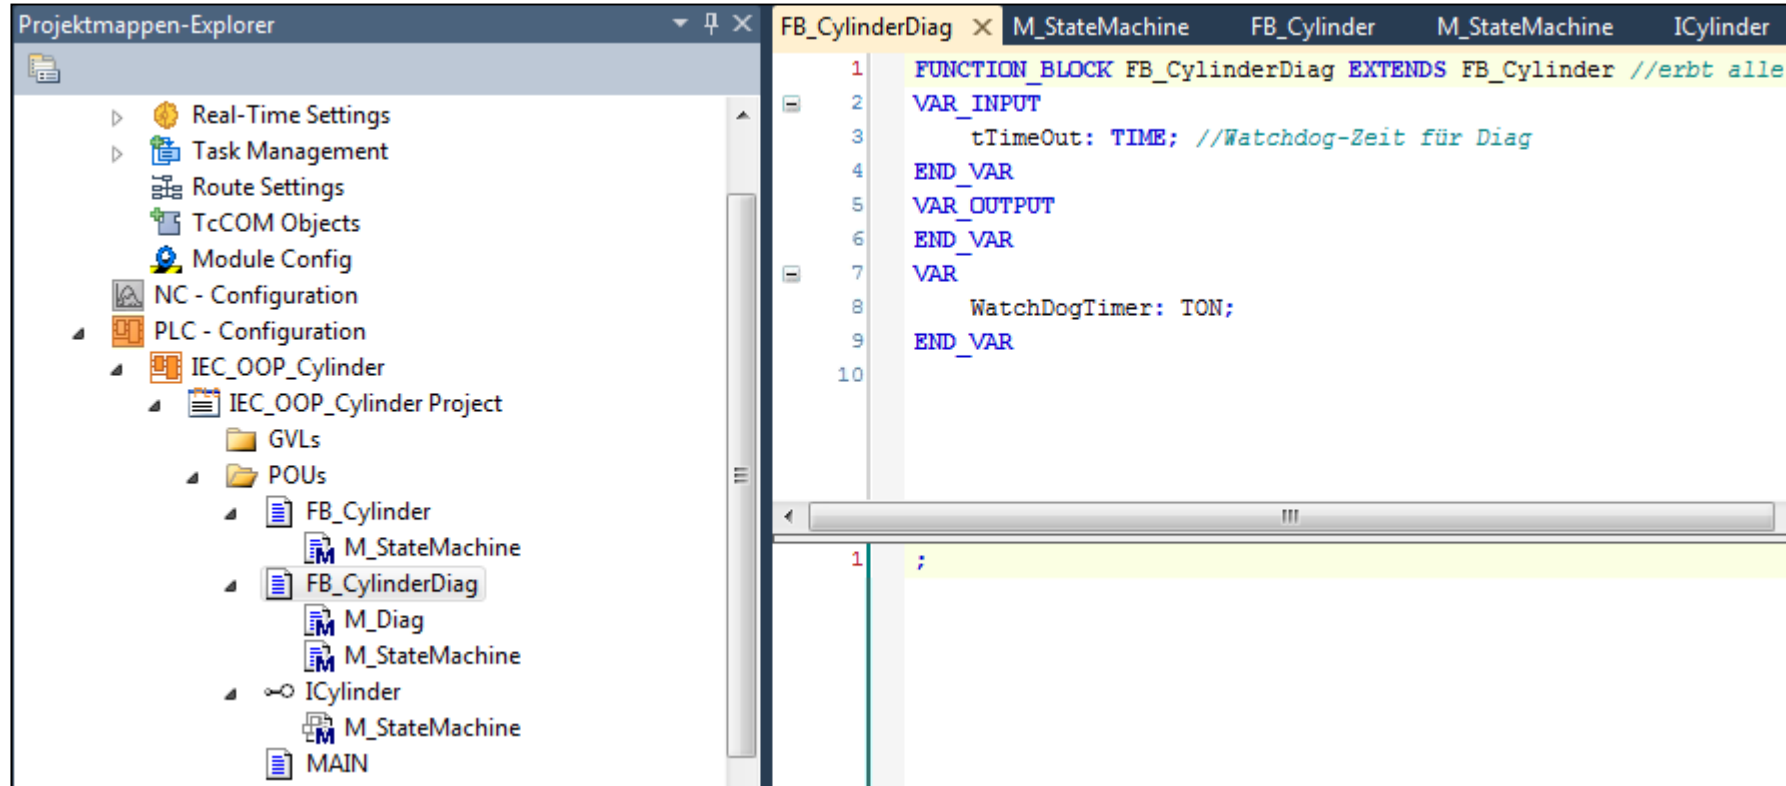 Projektmappen-Explorer
Real-Time Settings
Task Management
Route Settings
TcCOM Objects
Module Config
NC - Configuration
PLC - Configuration
IEC_OOP_Cylinder
IEC_OOP_Cylinder Project
GVLs
POUs
FB_Cylinder
M_StateMachine
FB_CylinderDiag
M_Diag
M_StateMachine
ICylinder
M_StateMachine
MAIN
FB_CylinderDiag M_StateMachine FB_Cylinder M_StateMachine ICylinder
1 FUNCTION_BLOCK FB_CylinderDiag EXTENDS FB_Cylinder //erbt alle
2 VAR_INPUT
3 tTimeOut: TIME; //Watchdog-Zeit für Diag
4 END_VAR
5 VAR_OUTPUT
6 END_VAR
7 VAR
8 WatchDogTimer: TON;
9 END_VAR
10
1 ;